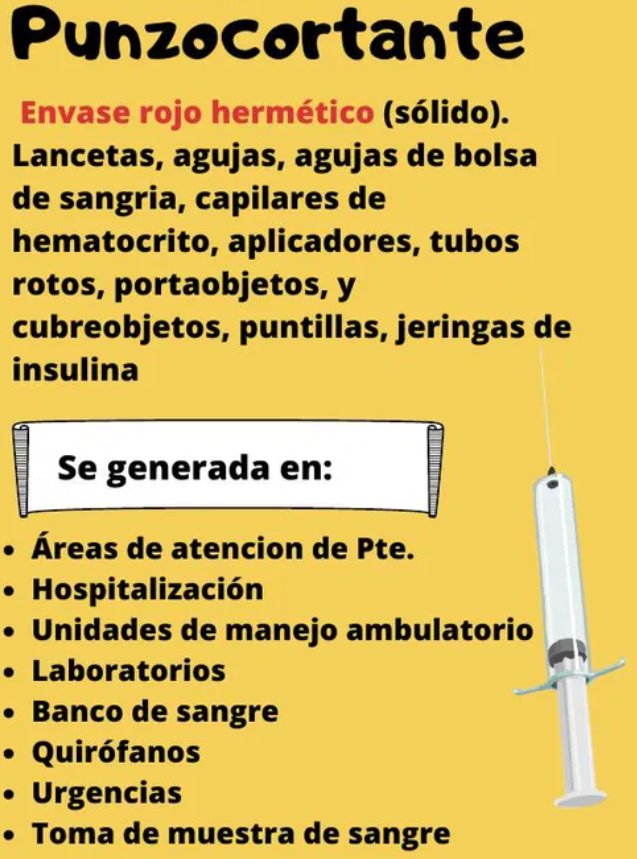 Punzocortante
Envase rojo hermético (sólido).
Lancetas, agujas, agujas de bolsa
de sangria, capilares de
hematocrito, aplicadores, tubos
rotos, portaobjetos, y
cubreobjetos, puntillas, jeringas de
insulina
Se generada en:
• Áreas de atencion de Pte.
• Hospitalización
• Unidades de manejo ambulatorio
• Laboratorios
• Banco de sangre
• Quirófanos
• Urgencias
• Toma de muestra de sangre